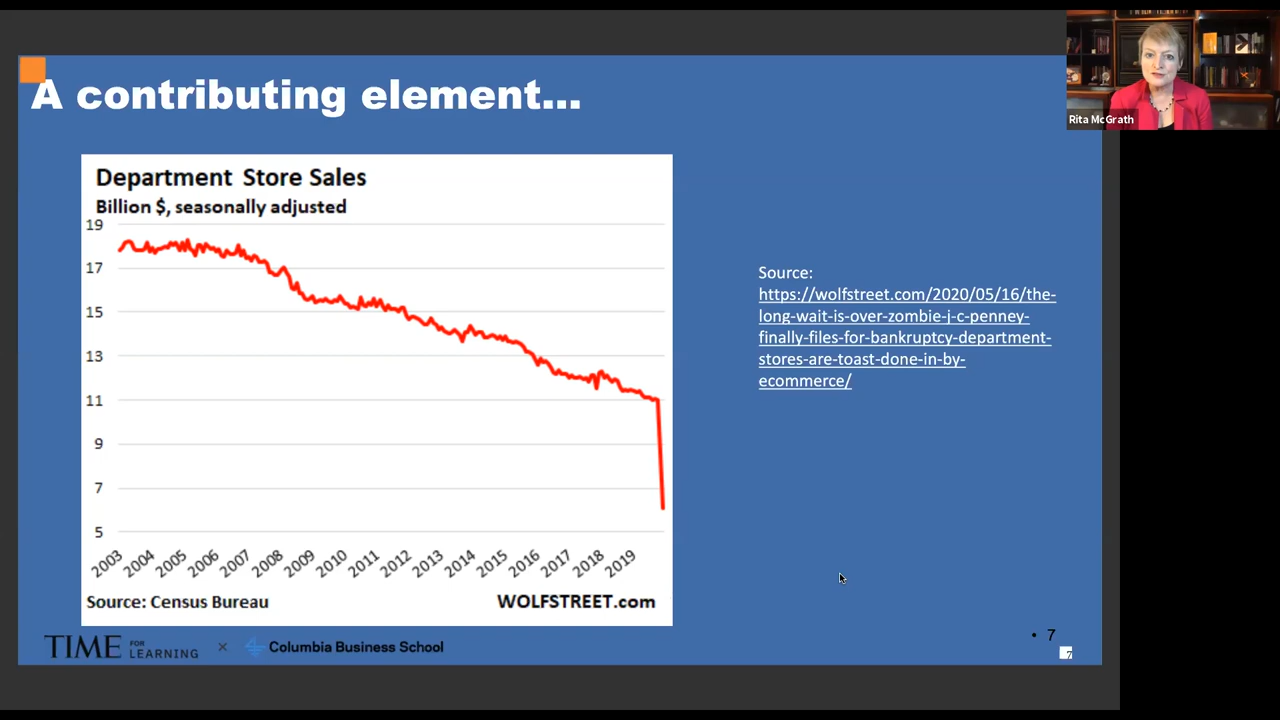 A contributing element...
Rita McGrath
Department Store Sales
Billion $, seasonally adjusted
19
17
15
13
11
9
7
5
2003
2004
2005
2006
2007
2008
2009
2010
2011
2012
2013
2014
2015
2016
2017
2018
2019
Source: Census Bureau
WOLFSTREET.com
Source:
https://wolfstreet.com/2020/05/16/the-
long-wait-is-over-zombie-j-c-penney-
finally-files-for-bankruptcy-department-
stores-are-toast-done-in-by-
ecommerce/
TIME FOR LEARNING × Columbia Business School
• 7
7